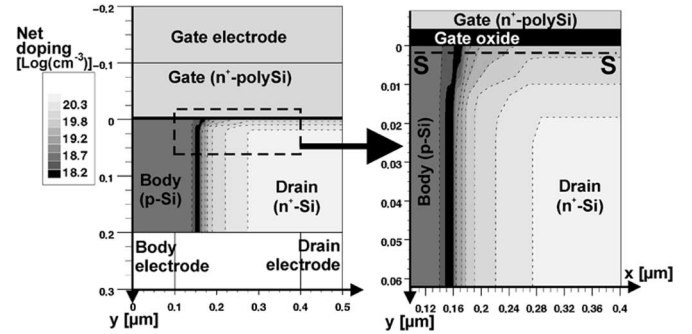 Net
doping
[Log(cm⁻³)]
20.3
19.8
19.2
18.7
18.2
-0.2
-0.1
0
0.1
0.2
0.3
Gate electrode
Gate (n⁺-polySi)
Body
(p-Si)
Drain
(n⁺-Si)
Body
electrode
Drain
electrode
0 0.1 0.2 0.3 0.4 0.5
y [µm]
Gate (n⁺-polySi)
Gate oxide
S S
0
0.01
0.02
0.03
0.04
0.05
0.06
Body (p-Si)
Drain
(n⁺-Si)
x [µm]
0.12 0.16 0,2 0,24 0.28 0.32 0.36 0.4
y [µm]